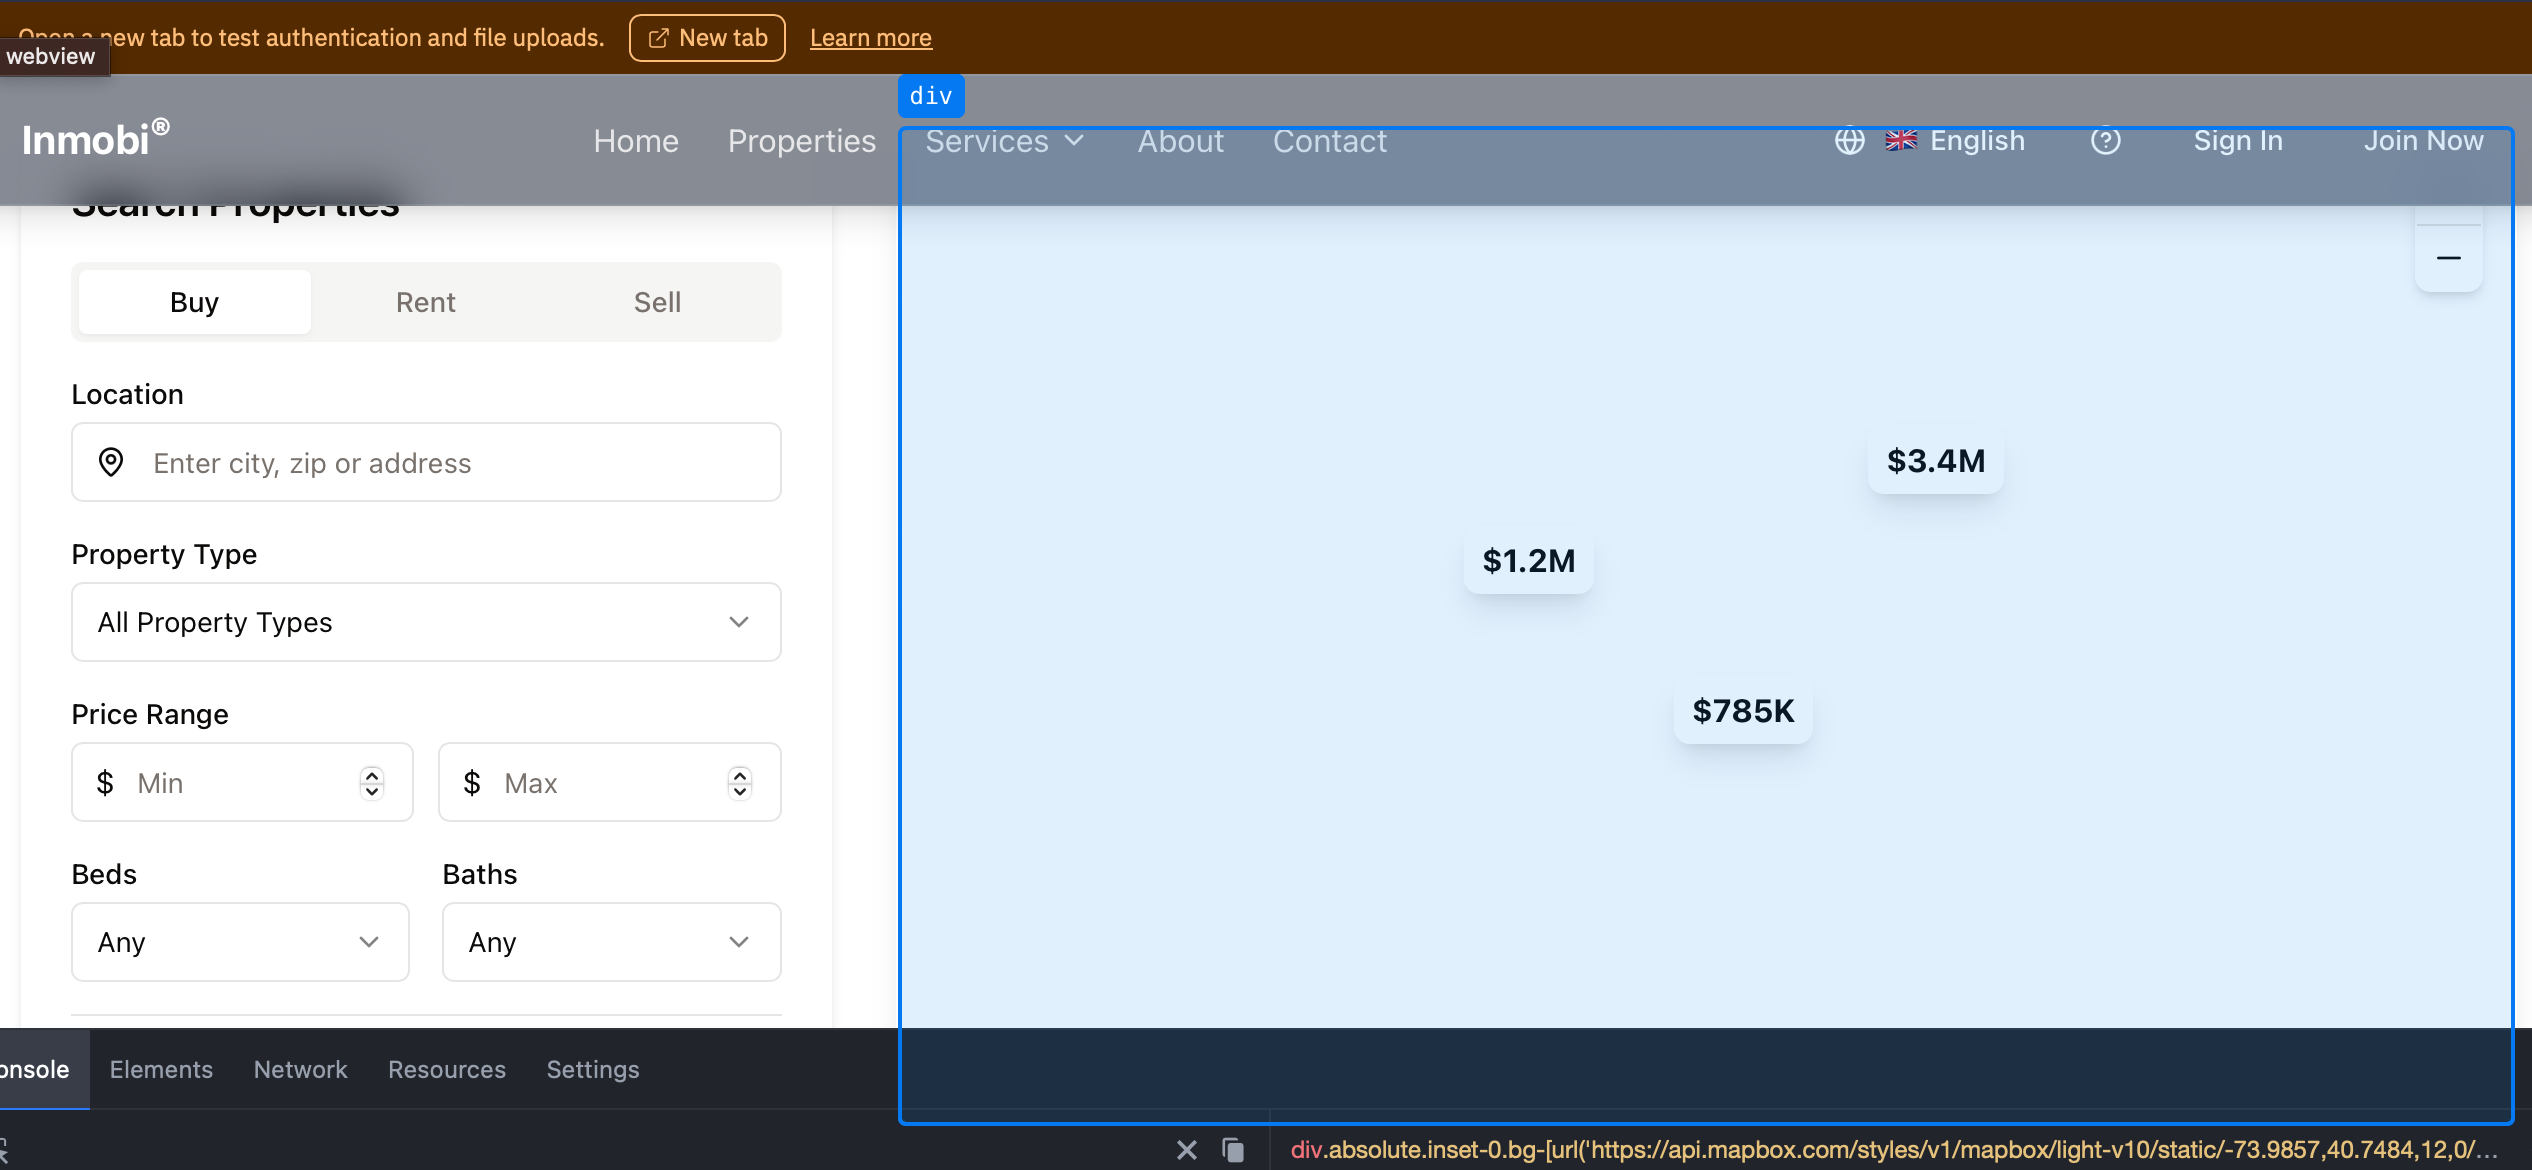 Open a new tab to test authentication and file uploads. New tab Learn more
webview
div
Inmobi® Home Properties Services About Contact English Sign In Join Now
Search Properties
Buy Rent Sell
Location
Enter city, zip or address
$3.4M
$1.2M
Property Type
All Property Types
Price Range
$785K
$ Min $ Max
Beds Baths
Any Any
onsole Elements Network Resources Settings
div.absolute.inset-0.bg-[url('https://api.mapbox.com/styles/v1/mapbox/light-v10/static/-73.9857,40.7484,12,0/...